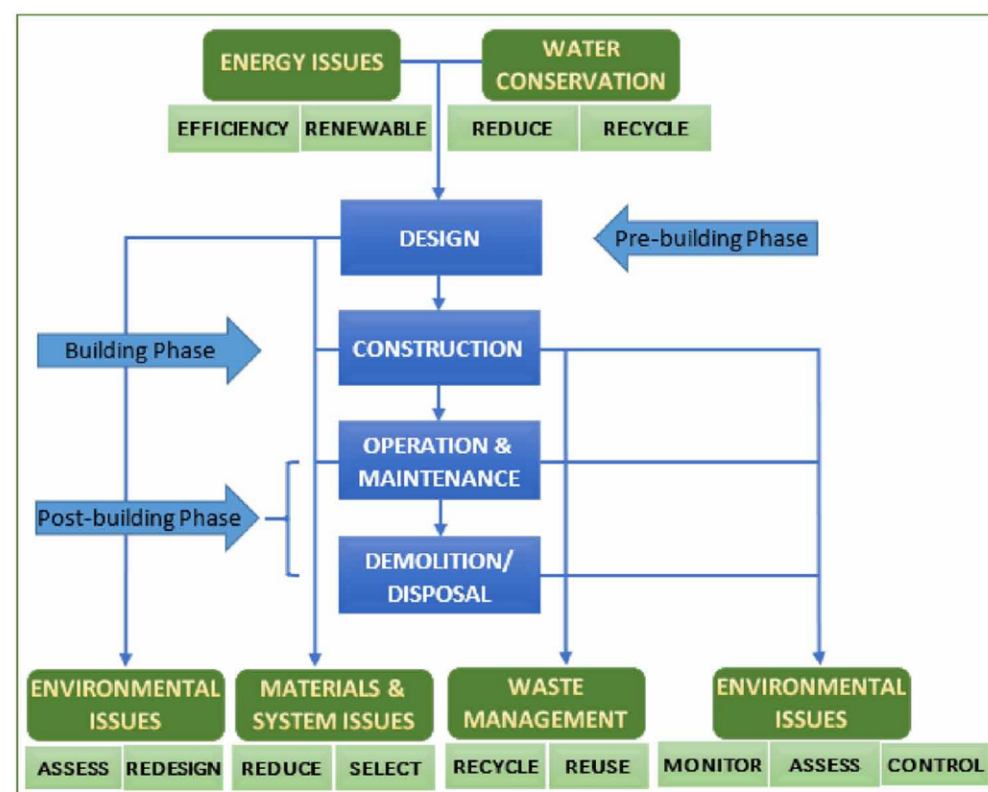 ENERGY ISSUES
WATER
CONSERVATION
EFFICIENCY
RENEWABLE
REDUCE
RECYCLE
DESIGN
Pre-building Phase
Building Phase
CONSTRUCTION
OPERATION &
MAINTENANCE
Post-building Phase
DEMOLITION/
DISPOSAL
ENVIRONMENTAL
ISSUES
MATERIALS &
SYSTEM ISSUES
WASTE
MANAGEMENT
ENVIRONMENTAL
ISSUES
ASSESS
REDESIGN
REDUCE
SELECT
RECYCLE
REUSE
MONITOR
ASSESS
CONTROL